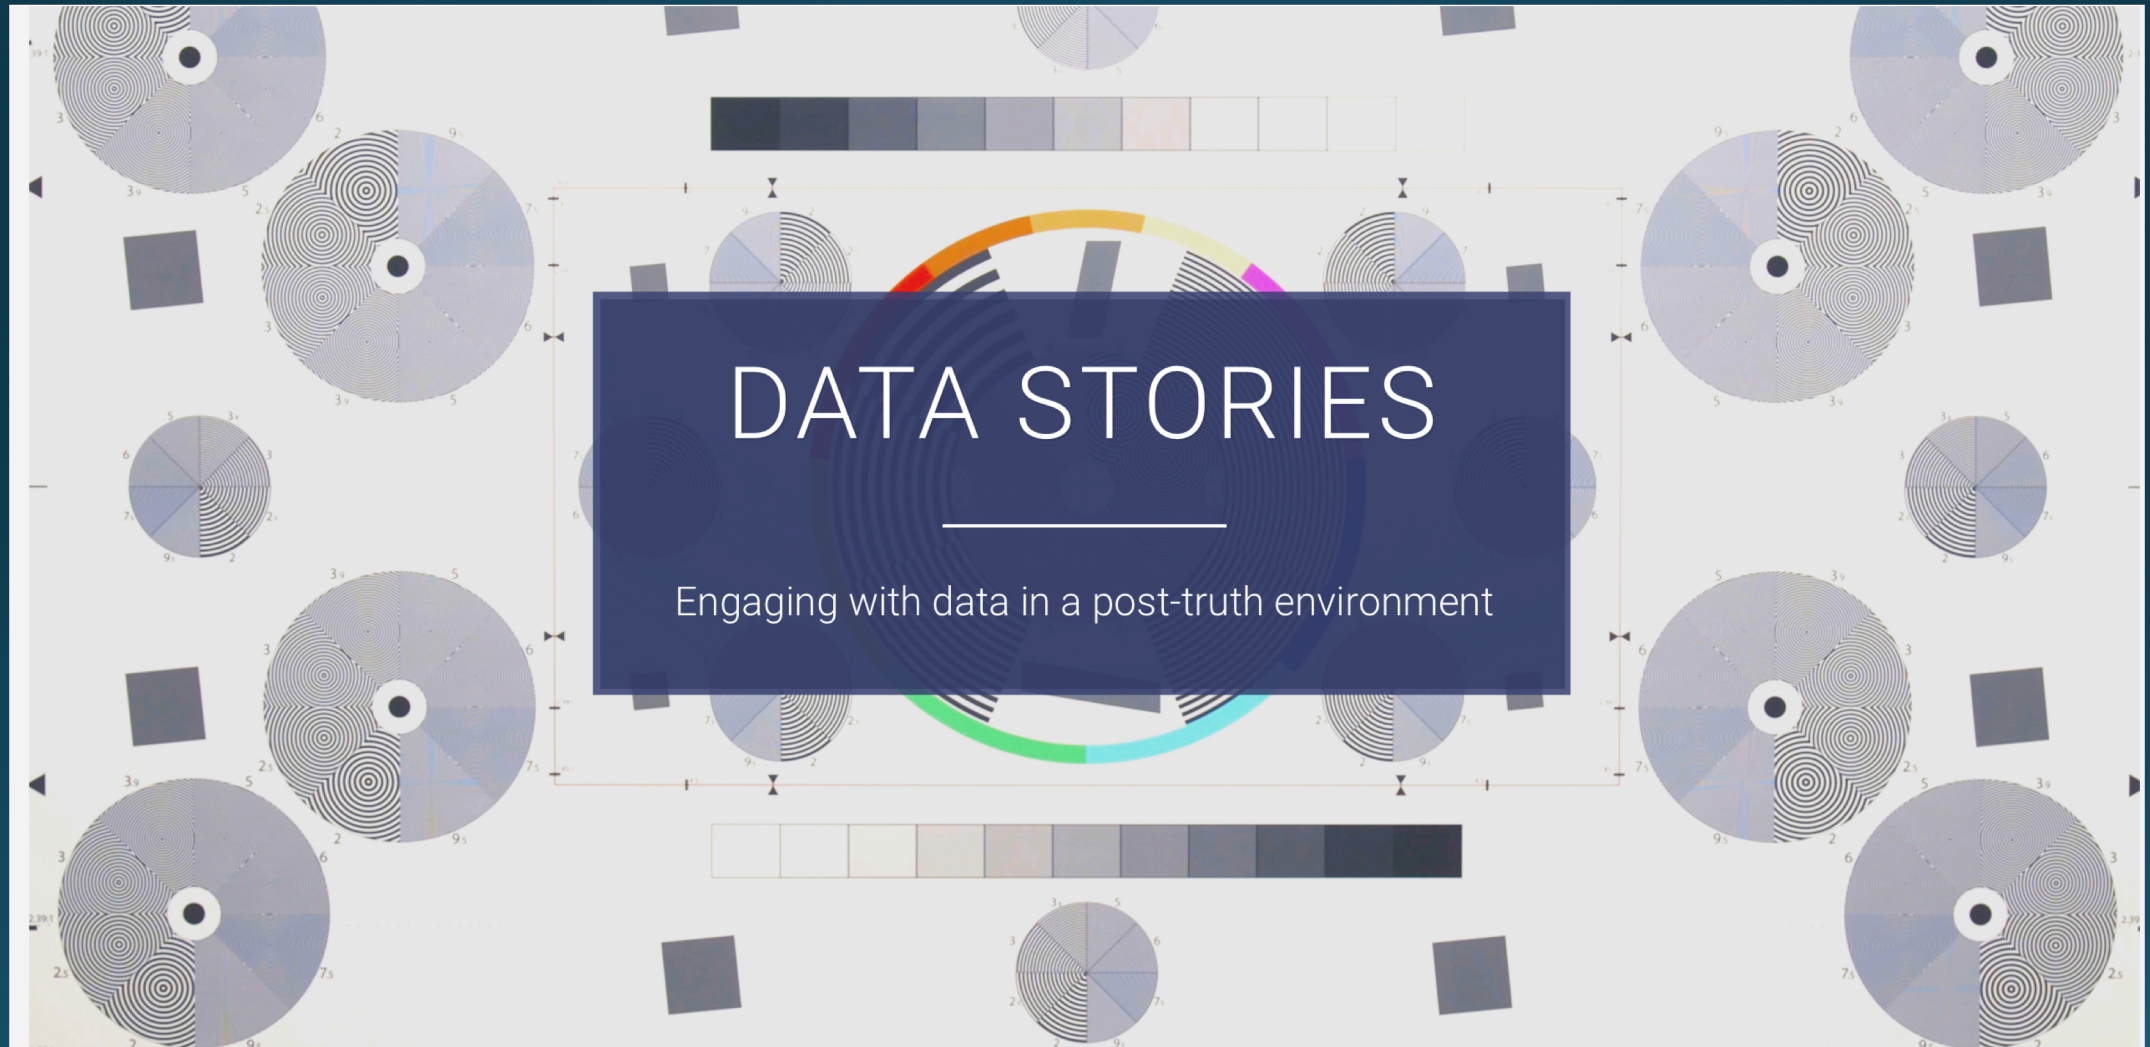 DATA STORIES
Engaging with data in a post-truth environment